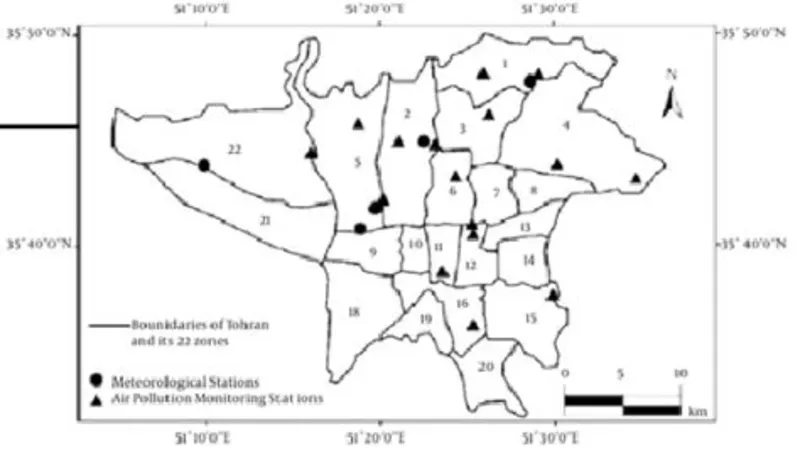 51°10'0"E 51°20'0"E 51°30'0"E
35°50'0"N 35°50'0"N
1
N
2
3
4
22
5
6
7
8
21
13
35°40'0"N 35°40'0"N
9 10 11
12
14
18
19
16
15
20
Boundaries of Tehran
and its 22 zones
Meteorological Stations
Air Pollution Monitoring Stations
0 5 10
km
51°10'0"E 51°20'0"E 51°30'0"E